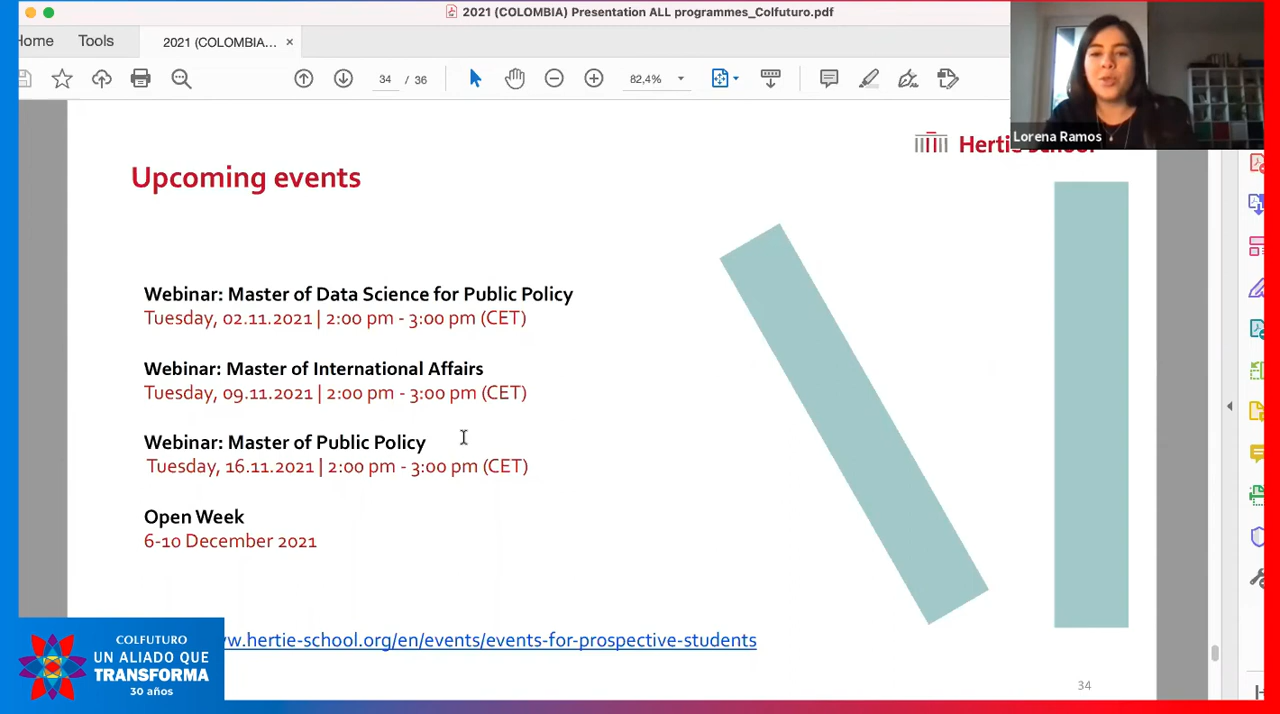 2021 (COLOMBIA) Presentation ALL programmes_Colfuturo.pdf
Home Tools 2021 (COLOMBIA... ×
34 / 36 82,4%
Lorena Ramos
Hertie School
Upcoming events
Webinar: Master of Data Science for Public Policy
Tuesday, 02.11.2021 | 2:00 pm - 3:00 pm (CET)
Webinar: Master of International Affairs
Tuesday, 09.11.2021 | 2:00 pm - 3:00 pm (CET)
Webinar: Master of Public Policy
Tuesday, 16.11.2021 | 2:00 pm - 3:00 pm (CET)
Open Week
6-10 December 2021
w.hertie-school.org/en/events/events-for-prospective-students
COLFUTURO
UN ALIADO QUE
TRANSFORMA
30 años
34